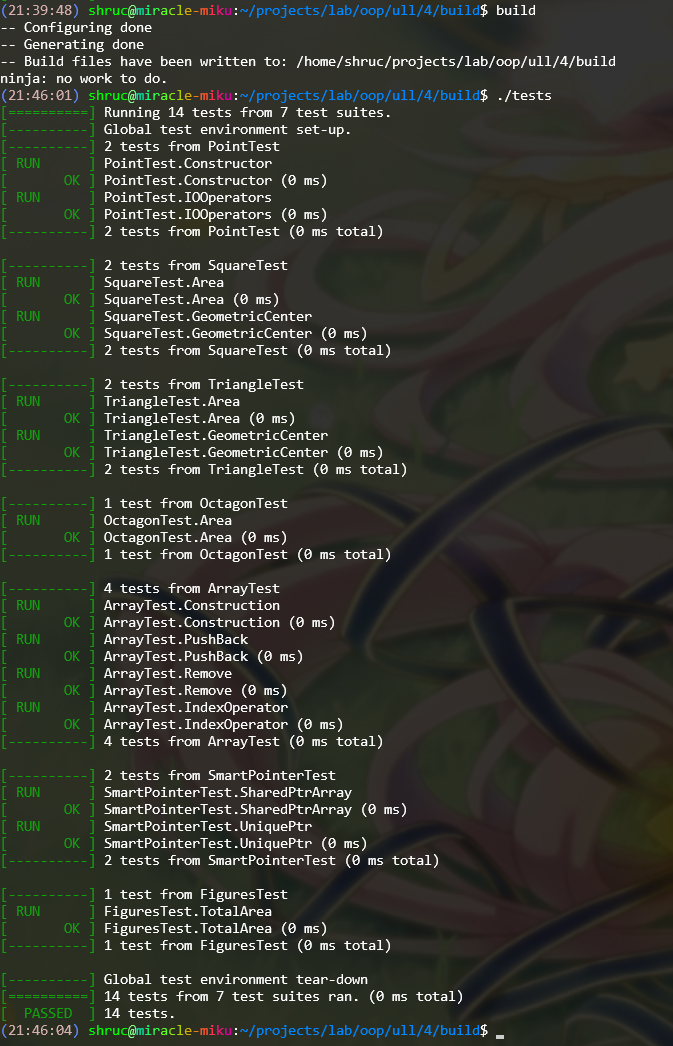 (21:39:48) shruc@miracle-miku:~/projects/lab/oop/ull/4/build$ build
-- Configuring done
-- Generating done
-- Build files have been written to: /home/shruc/projects/lab/oop/ull/4/build
ninja: no work to do.
(21:46:01) shruc@miracle-miku:~/projects/lab/oop/ull/4/build$ ./tests
[==========] Running 14 tests from 7 test suites.
[----------] Global test environment set-up.
[----------] 2 tests from PointTest
[ RUN      ] PointTest.Constructor
[       OK ] PointTest.Constructor (0 ms)
[ RUN      ] PointTest.IOOperators
[       OK ] PointTest.IOOperators (0 ms)
[----------] 2 tests from PointTest (0 ms total)

[----------] 2 tests from SquareTest
[ RUN      ] SquareTest.Area
[       OK ] SquareTest.Area (0 ms)
[ RUN      ] SquareTest.GeometricCenter
[       OK ] SquareTest.GeometricCenter (0 ms)
[----------] 2 tests from SquareTest (0 ms total)

[----------] 2 tests from TriangleTest
[ RUN      ] TriangleTest.Area
[       OK ] TriangleTest.Area (0 ms)
[ RUN      ] TriangleTest.GeometricCenter
[       OK ] TriangleTest.GeometricCenter (0 ms)
[----------] 2 tests from TriangleTest (0 ms total)

[----------] 1 test from OctagonTest
[ RUN      ] OctagonTest.Area
[       OK ] OctagonTest.Area (0 ms)
[----------] 1 test from OctagonTest (0 ms total)

[----------] 4 tests from ArrayTest
[ RUN      ] ArrayTest.Construction
[       OK ] ArrayTest.Construction (0 ms)
[ RUN      ] ArrayTest.PushBack
[       OK ] ArrayTest.PushBack (0 ms)
[ RUN      ] ArrayTest.Remove
[       OK ] ArrayTest.Remove (0 ms)
[ RUN      ] ArrayTest.IndexOperator
[       OK ] ArrayTest.IndexOperator (0 ms)
[----------] 4 tests from ArrayTest (0 ms total)

[----------] 2 tests from SmartPointerTest
[ RUN      ] SmartPointerTest.SharedPtrArray
[       OK ] SmartPointerTest.SharedPtrArray (0 ms)
[ RUN      ] SmartPointerTest.UniquePtr
[       OK ] SmartPointerTest.UniquePtr (0 ms)
[----------] 2 tests from SmartPointerTest (0 ms total)

[----------] 1 test from FiguresTest
[ RUN      ] FiguresTest.TotalArea
[       OK ] FiguresTest.TotalArea (0 ms)
[----------] 1 test from FiguresTest (0 ms total)

[----------] Global test environment tear-down
[==========] 14 tests from 7 test suites ran. (0 ms total)
[  PASSED  ] 14 tests.
(21:46:04) shruc@miracle-miku:~/projects/lab/oop/ull/4/build$